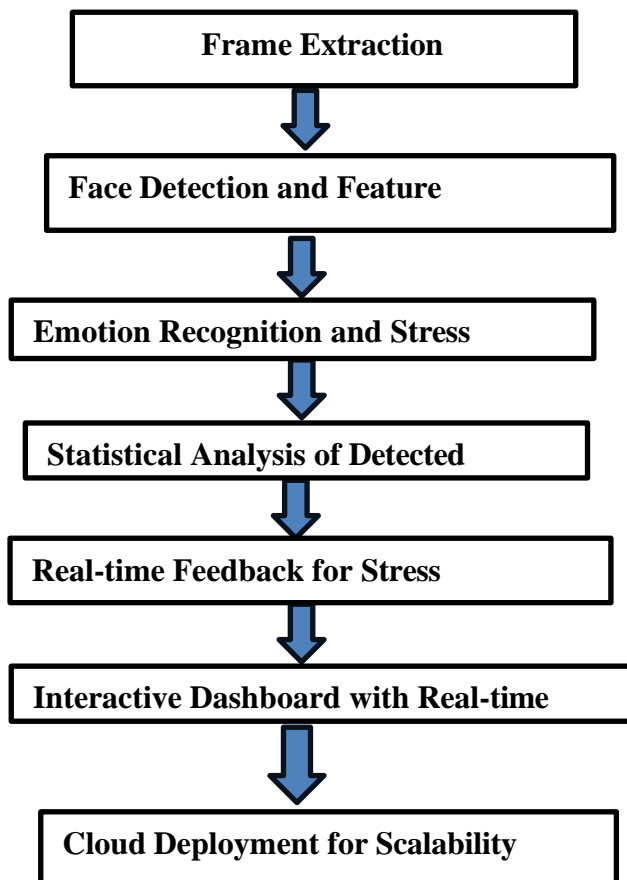 Frame Extraction
Face Detection and Feature
Emotion Recognition and Stress
Statistical Analysis of Detected
Real-time Feedback for Stress
Interactive Dashboard with Real-time
Cloud Deployment for Scalability